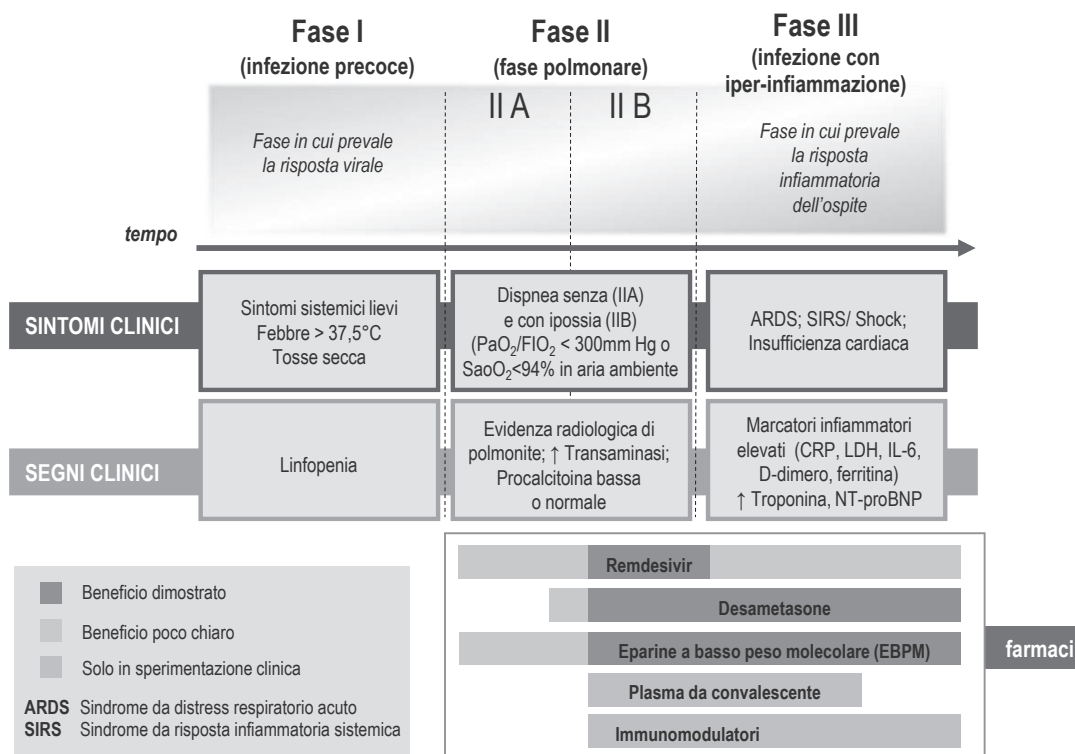 Fase I
(infezione precoce)
Fase II
(fase polmonare)
Fase III
(infezione con
iper-infiammazione)
II A
II B
Fase in cui prevale
la risposta virale
Fase in cui prevale
la risposta
infiammatoria
dell'ospite
tempo
SINTOMI CLINICI
Sintomi sistemici lievi
Febbre > 37,5°C
Tosse secca
Dispnea senza (IIA)
e con ipossia (IIB)
(PaO₂/FIO₂ < 300mm Hg o
SaoO₂<94% in aria ambiente
ARDS; SIRS/ Shock;
Insufficienza cardiaca
SEGNI CLINICI
Linfopenia
Evidenza radiologica di
polmonite; ↑ Transaminasi;
Procalcitoina bassa
o normale
Marcatori infiammatori
elevati (CRP, LDH, IL-6,
D-dimero, ferritina)
↑ Troponina, NT-proBNP
Beneficio dimostrato
Beneficio poco chiaro
Solo in sperimentazione clinica
ARDS Sindrome da distress respiratorio acuto
SIRS Sindrome da risposta infiammatoria sistemica
Remdesivir
Desametasone
Eparine a basso peso molecolare (EBPM)
Plasma da convalescente
Immunomodulatori
farmaci